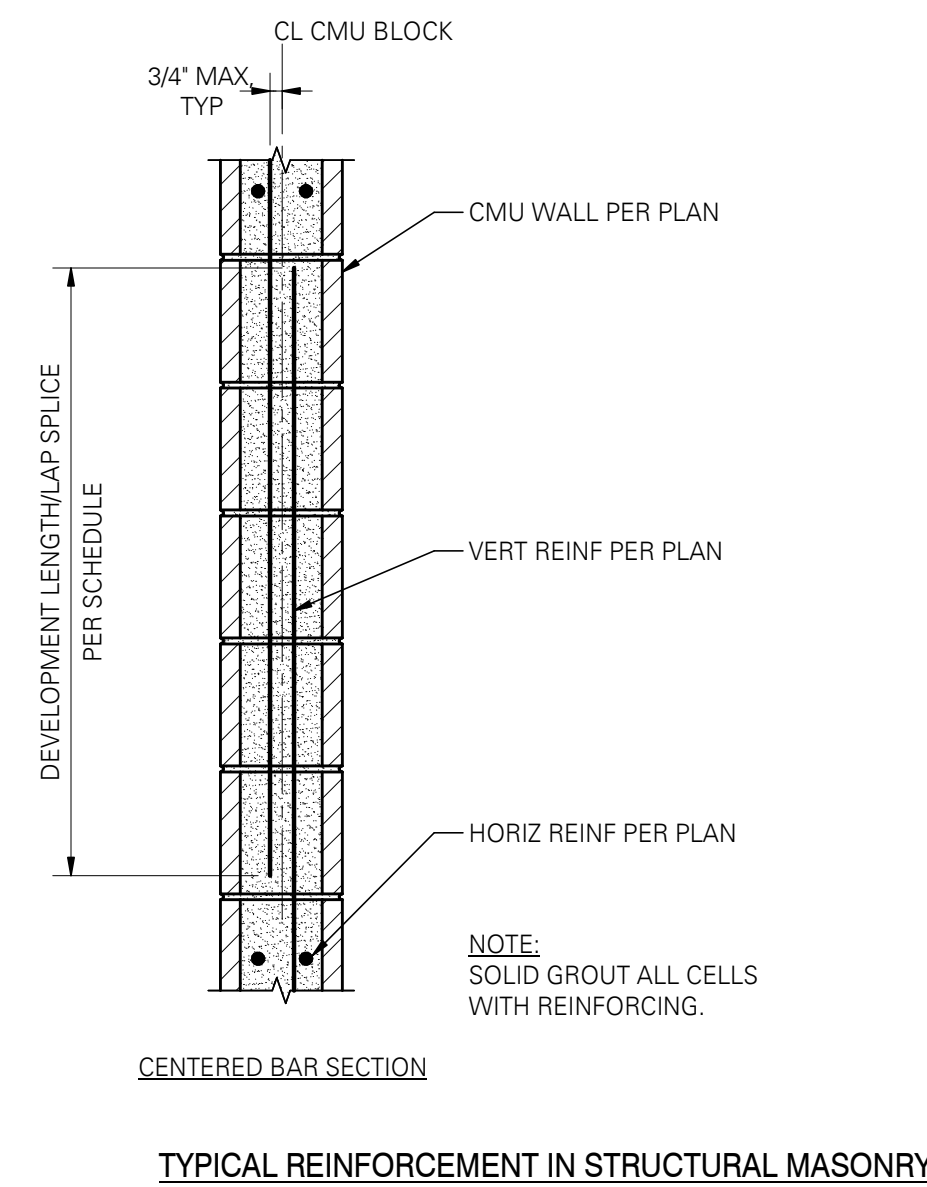 CL CMU BLOCK
3/4" MAX,
TYP
CMU WALL PER PLAN
DEVELOPMENT LENGTH/LAP SPLICE
PER SCHEDULE
VERT REINF PER PLAN
HORIZ REINF PER PLAN
NOTE:
SOLID GROUT ALL CELLS
WITH REINFORCING.
CENTERED BAR SECTION
TYPICAL REINFORCEMENT IN STRUCTURAL MASONRY